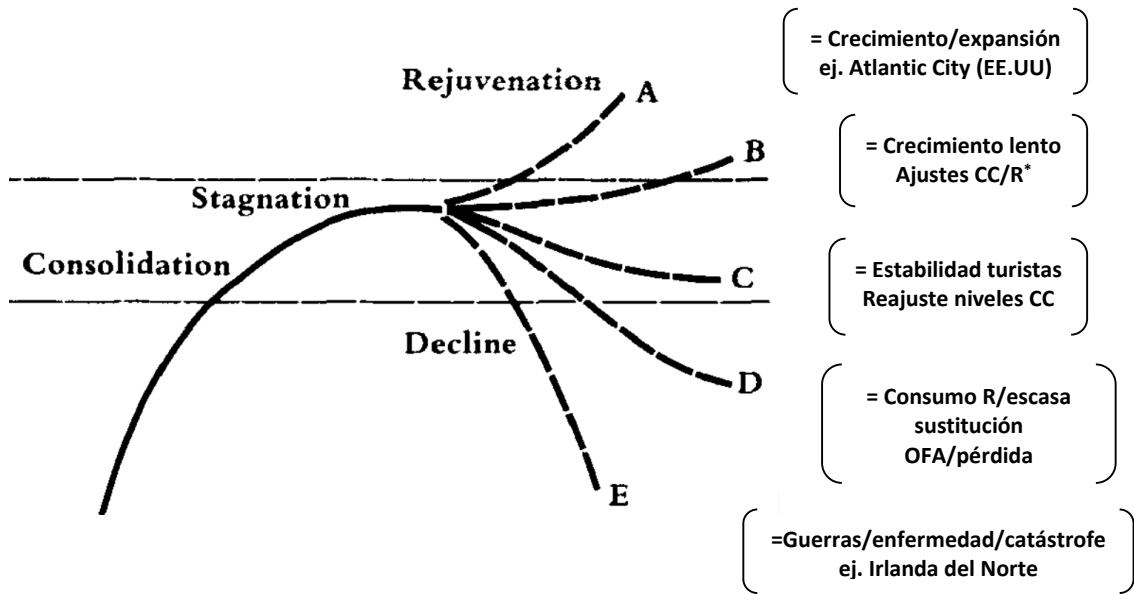 = Crecimiento/expansión
ej. Atlantic City (EE.UU)
Rejuvenation
A
B
= Crecimiento lento
Ajustes CC/R*
Stagnation
Consolidation
C
= Estabilidad turistas
Reajuste niveles CC
Decline
D
= Consumo R/escasa
sustitución
OFA/pérdida
E
=Guerras/enfermedad/catástrofe
ej. Irlanda del Norte